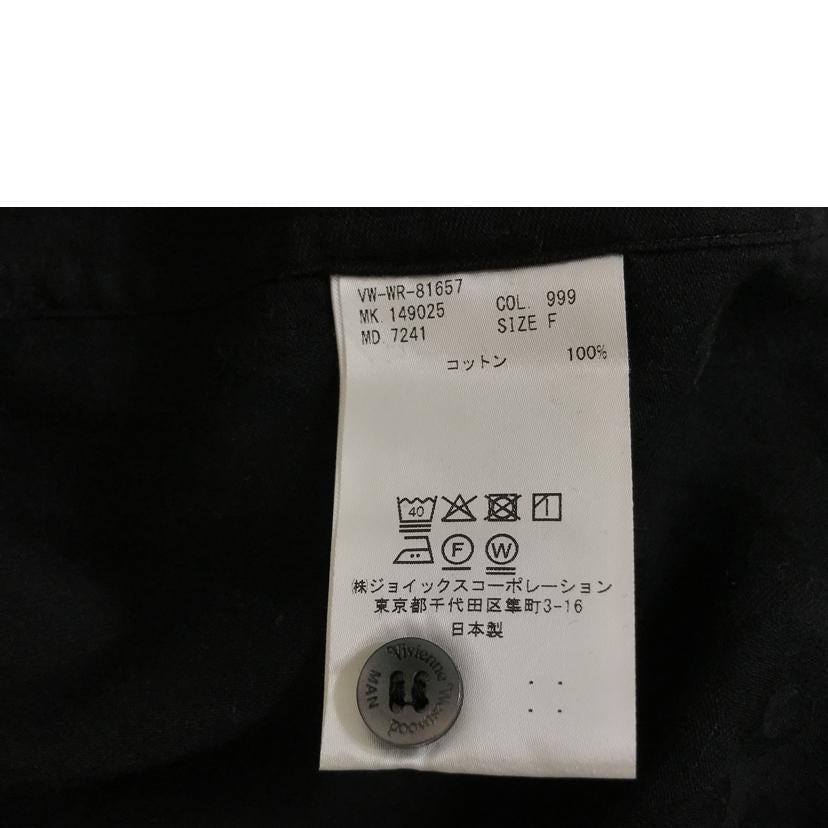 VW-WR-81657
MK. 149025 COL. 999
MD. 7241 SIZE F
コットン 100%
40
F W
㈱ジョイックスコーポレーション
東京都千代田区隼町3-16
日本製
Vivienne Westwood
MAN